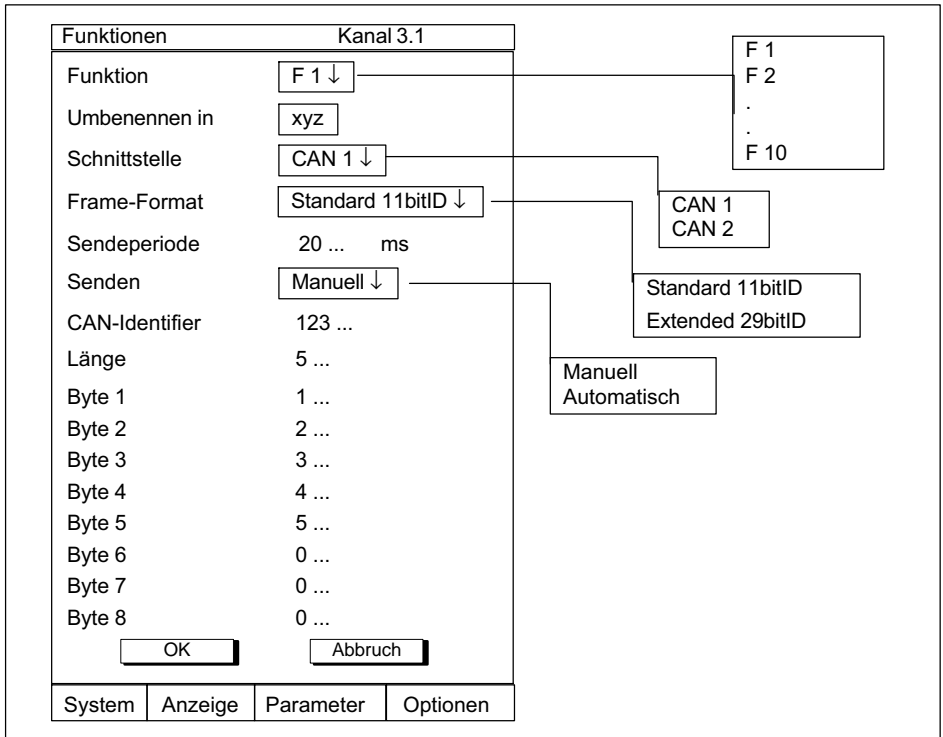 Funktionen Kanal 3.1
Funktion F 1 ↓
Umbenennen in xyz
Schnittstelle CAN 1 ↓
Frame-Format Standard 11bitID ↓
Sendeperiode 20 ... ms
Senden Manuell ↓
CAN-Identifier 123 ...
Länge 5 ...
Byte 1 1 ...
Byte 2 2 ...
Byte 3 3 ...
Byte 4 4 ...
Byte 5 5 ...
Byte 6 0 ...
Byte 7 0 ...
Byte 8 0 ...
OK Abbruch
System Anzeige Parameter Optionen
F 1
F 2
.
.
F 10
CAN 1
CAN 2
Standard 11bitID
Extended 29bitID
Manuell
Automatisch